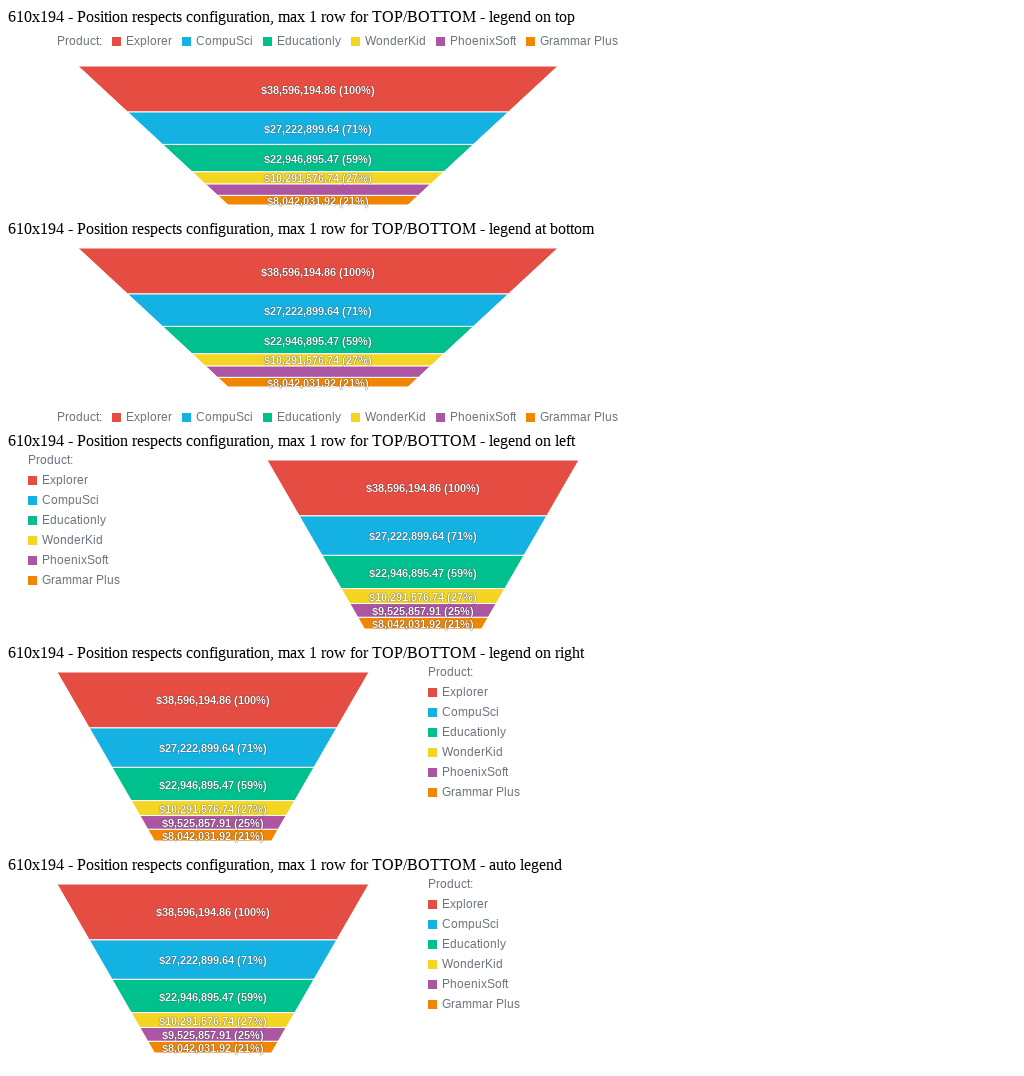 610x194 - Position respects configuration, max 1 row for TOP/BOTTOM - legend on top
Product: Explorer CompuSci Educationly WonderKid PhoenixSoft Grammar Plus
$38,596,194.86 (100%)
$27,222,899.64 (71%)
$22,946,895.47 (59%)
$10,291,576.74 (27%)
$8,042,031.92 (21%)
610x194 - Position respects configuration, max 1 row for TOP/BOTTOM - legend at bottom
$38,596,194.86 (100%)
$27,222,899.64 (71%)
$22,946,895.47 (59%)
$10,291,576.74 (27%)
$8,042,031.92 (21%)
Product: Explorer CompuSci Educationly WonderKid PhoenixSoft Grammar Plus
610x194 - Position respects configuration, max 1 row for TOP/BOTTOM - legend on left
Product:
Explorer
CompuSci
Educationly
WonderKid
PhoenixSoft
Grammar Plus
$38,596,194.86 (100%)
$27,222,899.64 (71%)
$22,946,895.47 (59%)
$10,291,576.74 (27%)
$9,525,857.91 (25%)
$8,042,031.92 (21%)
610x194 - Position respects configuration, max 1 row for TOP/BOTTOM - legend on right
$38,596,194.86 (100%)
$27,222,899.64 (71%)
$22,946,895.47 (59%)
$10,291,576.74 (27%)
$9,525,857.91 (25%)
$8,042,031.92 (21%)
Product:
Explorer
CompuSci
Educationly
WonderKid
PhoenixSoft
Grammar Plus
610x194 - Position respects configuration, max 1 row for TOP/BOTTOM - auto legend
$38,596,194.86 (100%)
$27,222,899.64 (71%)
$22,946,895.47 (59%)
$10,291,576.74 (27%)
$9,525,857.91 (25%)
$8,042,031.92 (21%)
Product:
Explorer
CompuSci
Educationly
WonderKid
PhoenixSoft
Grammar Plus